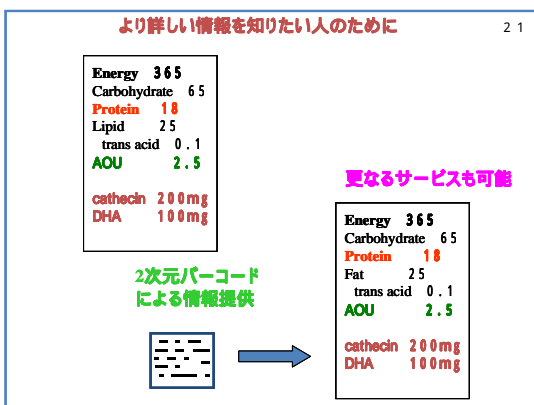 より詳しい情報を知りたい人のために
21
Energy 365
Carbohydrate 65
Protein 18
Lipid 25
trans acid 0.1
AOU 2.5
cathecin 200mg
DHA 100mg
更なるサービスも可能
2次元バーコード
による情報提供
Energy 365
Carbohydrate 65
Protein 18
Fat 25
trans acid 0.1
AOU 2.5
cathecin 200mg
DHA 100mg